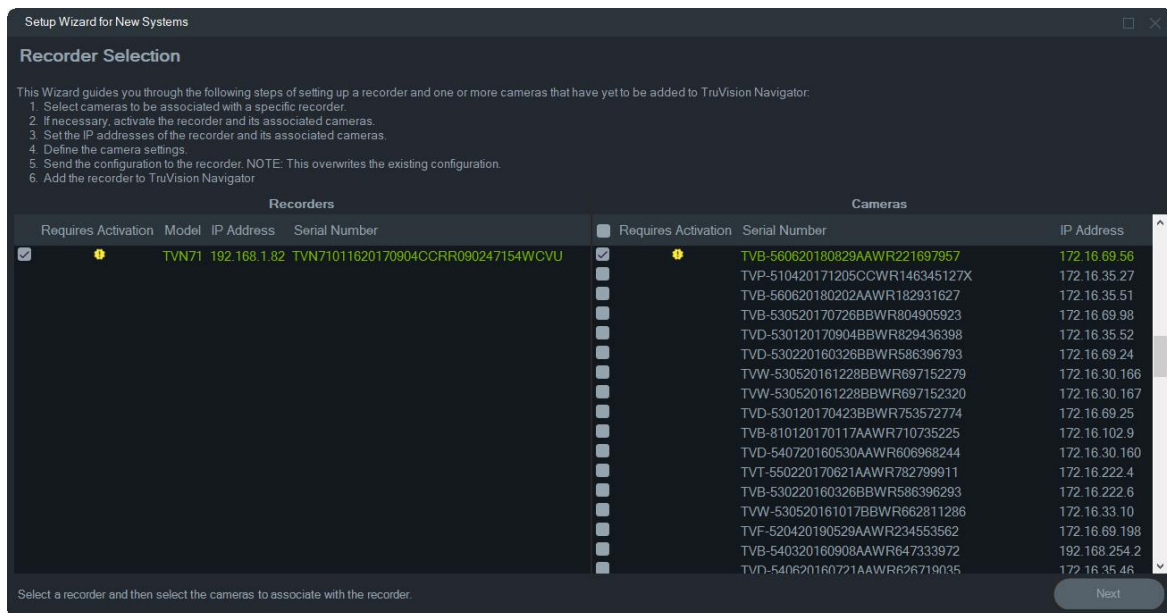 Setup Wizard for New Systems
Recorder Selection
This Wizard guides you through the following steps of setting up a recorder and one or more cameras that have yet to be added to TruVision Navigator:
1. Select cameras to be associated with a specific recorder.
2. If necessary, activate the recorder and its associated cameras.
3. Set the IP addresses of the recorder and its associated cameras.
4. Define the camera settings.
5. Send the configuration to the recorder. NOTE: This overwrites the existing configuration.
6. Add the recorder to TruVision Navigator
Recorders
Requires Activation Model IP Address Serial Number
TVN71 192.168.1.82 TVN71011620170904CCRR090247154WCVU
Cameras
Requires Activation Serial Number IP Address
TVB-560620180829AAWR221697957 172.16.69.56
TVP-510420171205CCWR146345127X 172.16.35.27
TVB-560620180202AAWR182931627 172.16.35.51
TVB-530520170726BBWR804905923 172.16.69.98
TVD-530120170904BBWR829436398 172.16.35.52
TVD-530220160326BBWR586396793 172.16.69.24
TVW-530520161228BBWR697152279 172.16.30.166
TVW-530520161228BBWR697152320 172.16.30.167
TVD-530120170423BBWR753572774 172.16.69.25
TVB-810120170117AAWR710735225 172.16.102.9
TVD-540720160530AAWR606968244 172.16.30.160
TVT-550220170621AAWR782799911 172.16.222.4
TVB-530220160326BBWR586396293 172.16.222.6
TVW-530520161017BBWR662811286 172.16.33.10
TVF-520420190529AAWR234553562 172.16.69.198
TVB-540320160908AAWR647333972 192.168.254.2
TVD-540620160721AAWR626719035 172.16.35.46
Select a recorder and then select the cameras to associate with the recorder.
Next